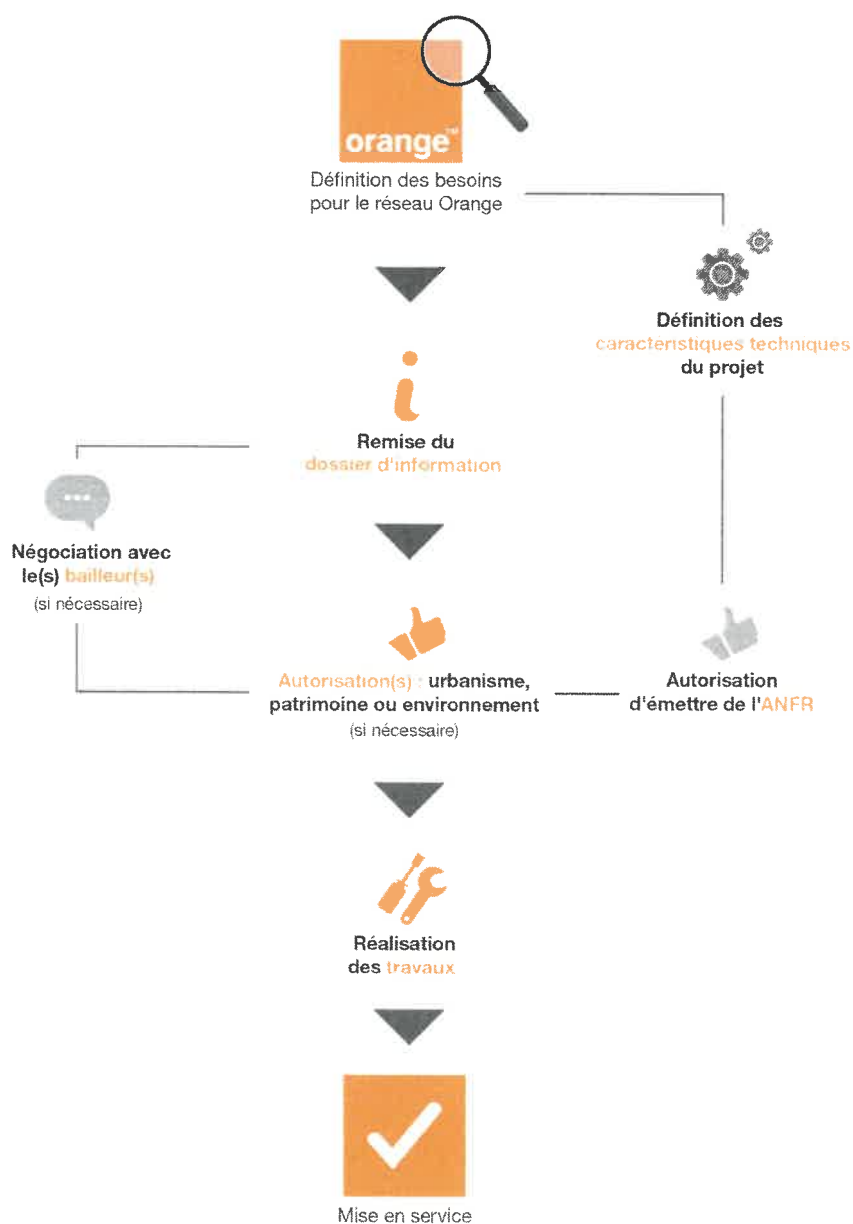 orange™
Définition des besoins
pour le réseau Orange
Définition des
caractéristiques techniques
du projet
Remise du
dossier d'information
Négociation avec
le(s) bailleur(s)
(si nécessaire)
Autorisation(s) : urbanisme,
patrimoine ou environnement
(si nécessaire)
Autorisation
d'émettre de l'ANFR
Réalisation
des travaux
Mise en service